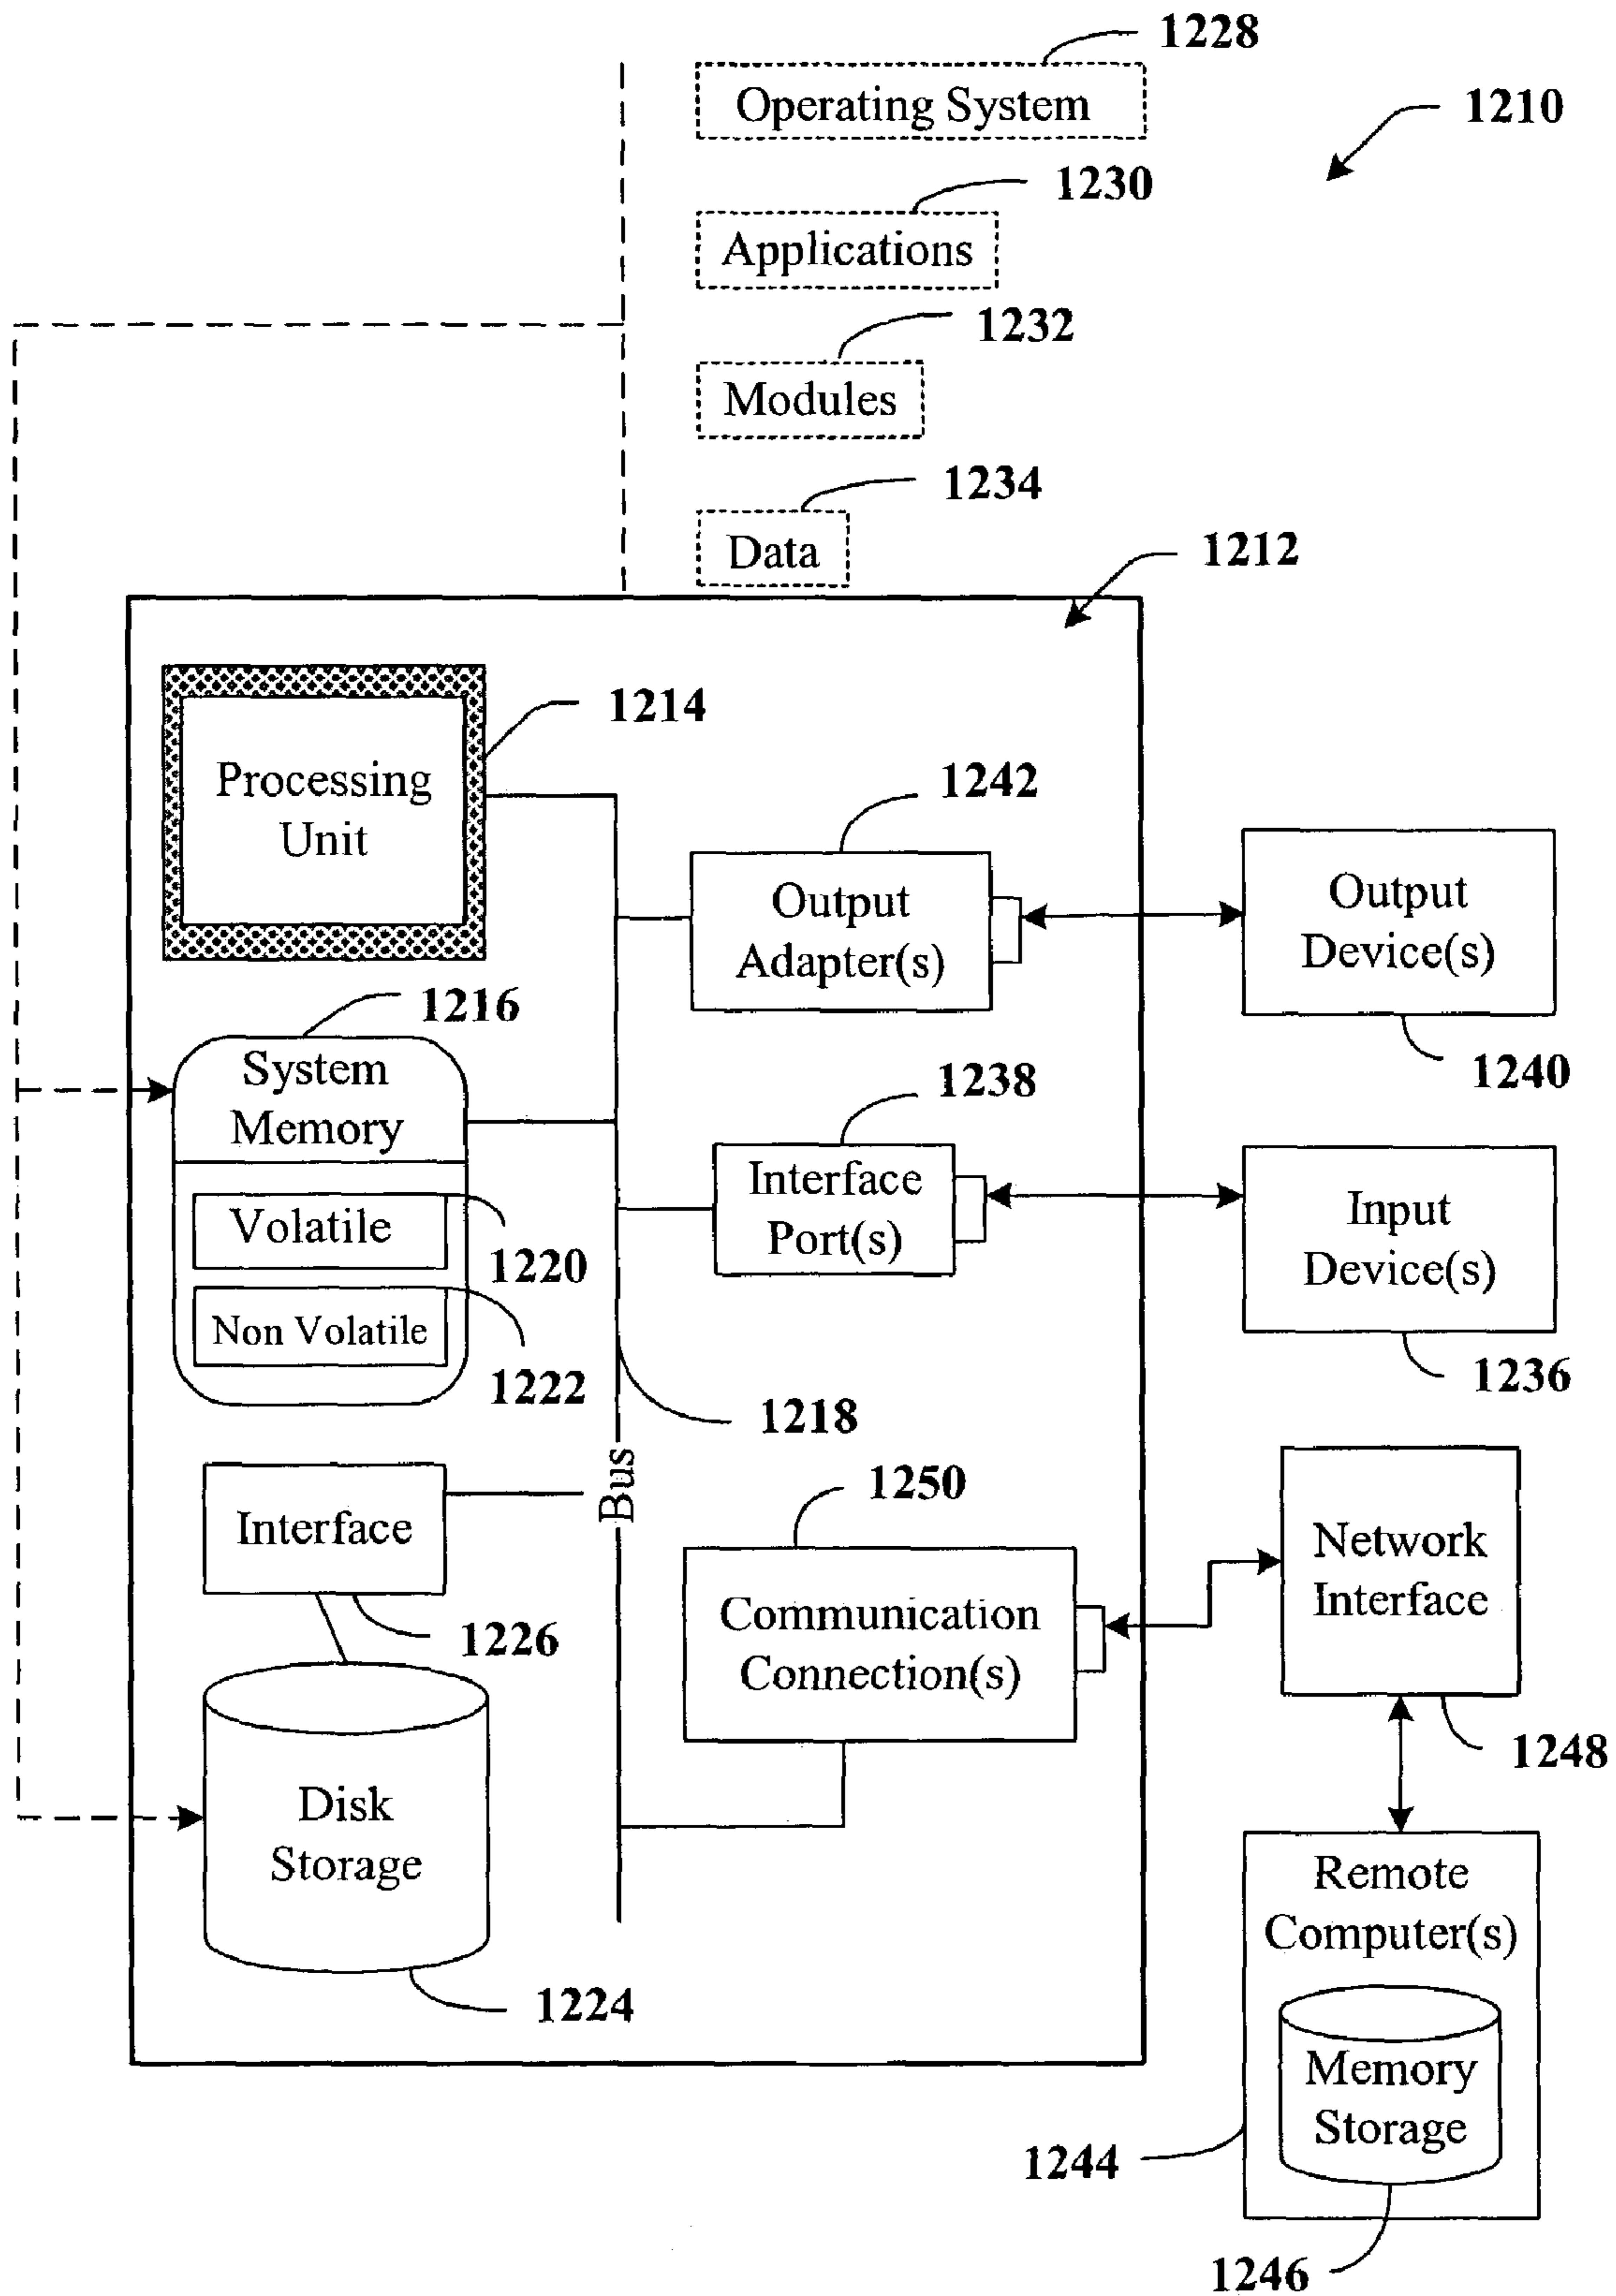 1228
Operating System
1210
1230
Applications
1232
Modules
1234
Data
1212
1214
Processing
Unit
1242
Output
Adapter(s)
Output
Device(s)
1240
1216
System
Memory
1238
Interface
Port(s)
Input
Device(s)
1236
Volatile
1220
Non Volatile
1222
1218
Bus
1250
Interface
1226
Communication
Connection(s)
Network
Interface
1248
Disk
Storage
1224
Remote
Computer(s)
Memory
Storage
1244
1246